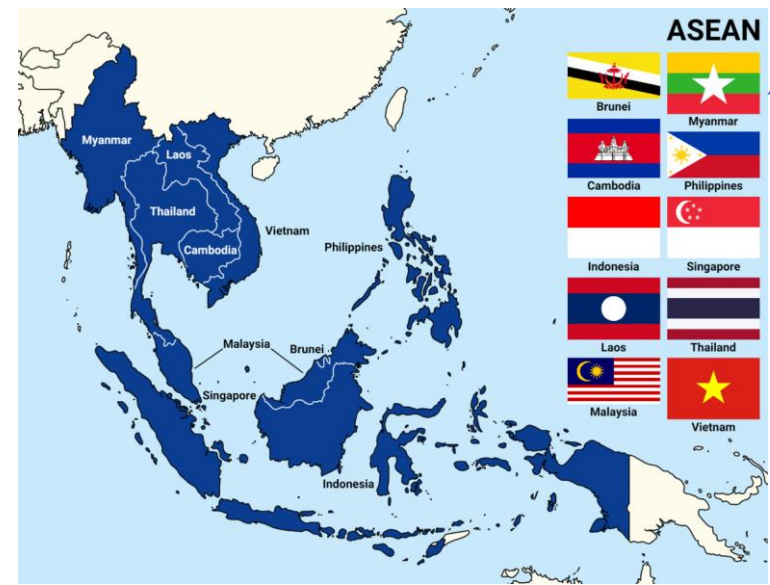 ASEAN
Brunei
Myanmar
Cambodia
Philippines
Indonesia
Singapore
Laos
Thailand
Malaysia
Vietnam
Myanmar
Laos
Thailand
Vietnam
Cambodia
Philippines
Malaysia
Brunei
Singapore
Indonesia